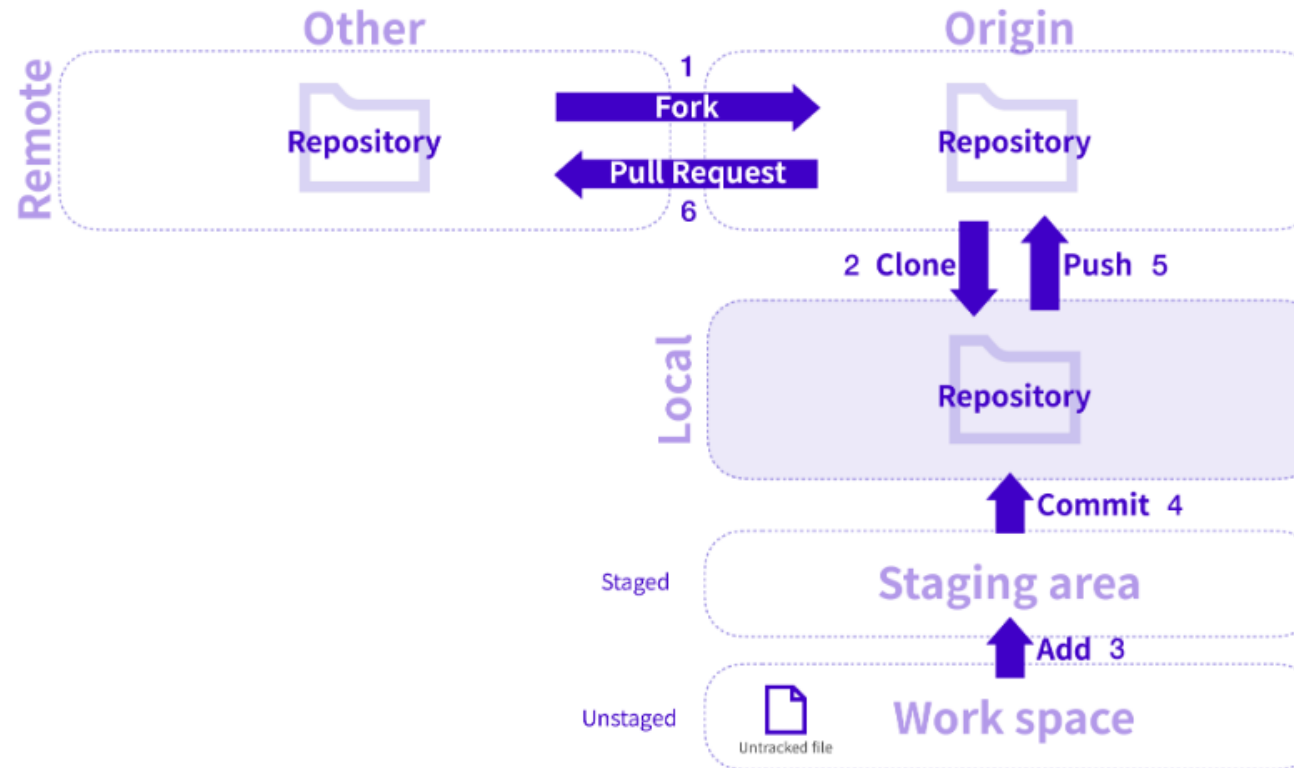 Other
Origin
Remote
1
Fork
Repository
Repository
Pull Request
6
2 Clone
Push 5
Local
Repository
Commit 4
Staged
Staging area
Add 3
Unstaged
Work space
Untracked file